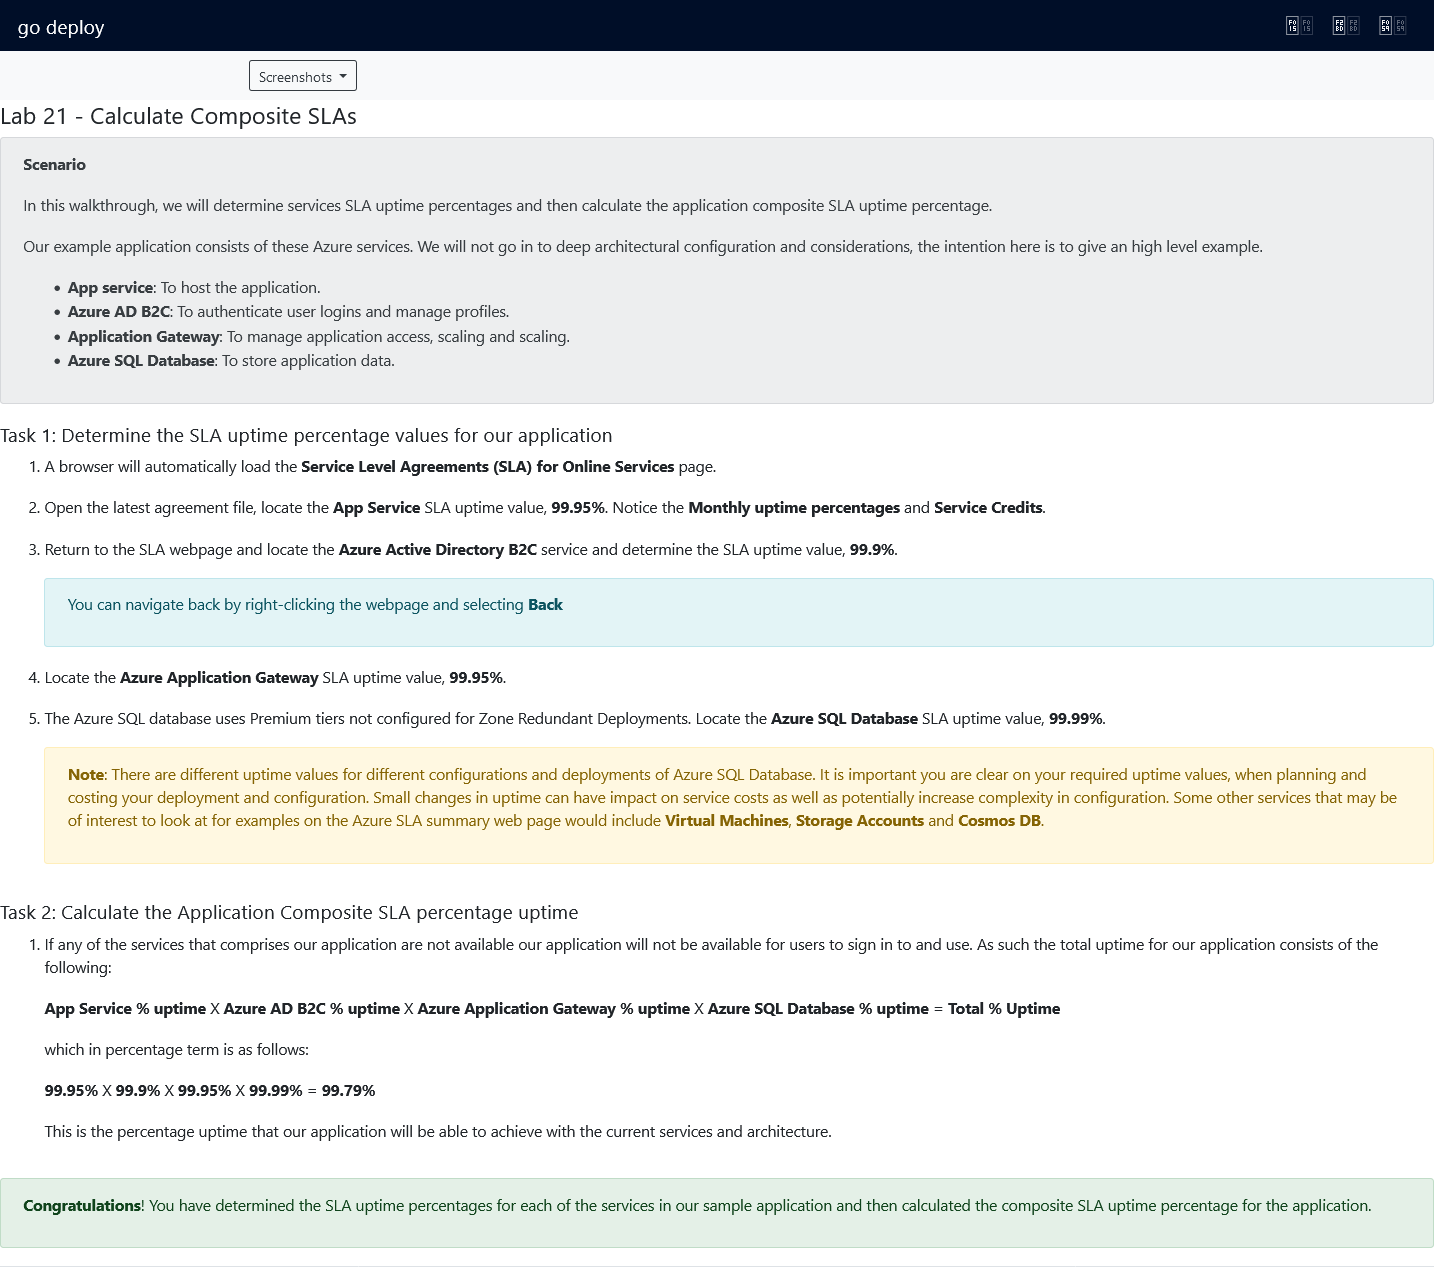 go deploy
Screenshots
Lab 21 - Calculate Composite SLAs
Scenario
In this walkthrough, we will determine services SLA uptime percentages and then calculate the application composite SLA uptime percentage.
Our example application consists of these Azure services. We will not go in to deep architectural configuration and considerations, the intention here is to give an high level example.
• App service: To host the application.
• Azure AD B2C: To authenticate user logins and manage profiles.
• Application Gateway: To manage application access, scaling and scaling.
• Azure SQL Database: To store application data.
Task 1: Determine the SLA uptime percentage values for our application
1. A browser will automatically load the Service Level Agreements (SLA) for Online Services page.
2. Open the latest agreement file, locate the App Service SLA uptime value, 99.95%. Notice the Monthly uptime percentages and Service Credits.
3. Return to the SLA webpage and locate the Azure Active Directory B2C service and determine the SLA uptime value, 99.9%.
You can navigate back by right-clicking the webpage and selecting Back
4. Locate the Azure Application Gateway SLA uptime value, 99.95%.
5. The Azure SQL database uses Premium tiers not configured for Zone Redundant Deployments. Locate the Azure SQL Database SLA uptime value, 99.99%.
Note: There are different uptime values for different configurations and deployments of Azure SQL Database. It is important you are clear on your required uptime values, when planning and
costing your deployment and configuration. Small changes in uptime can have impact on service costs as well as potentially increase complexity in configuration. Some other services that may be
of interest to look at for examples on the Azure SLA summary web page would include Virtual Machines, Storage Accounts and Cosmos DB.
Task 2: Calculate the Application Composite SLA percentage uptime
1. If any of the services that comprises our application are not available our application will not be available for users to sign in to and use. As such the total uptime for our application consists of the
following:
App Service % uptime X Azure AD B2C % uptime X Azure Application Gateway % uptime X Azure SQL Database % uptime = Total % Uptime
which in percentage term is as follows:
99.95% X 99.9% X 99.95% X 99.99% = 99.79%
This is the percentage uptime that our application will be able to achieve with the current services and architecture.
Congratulations! You have determined the SLA uptime percentages for each of the services in our sample application and then calculated the composite SLA uptime percentage for the application.